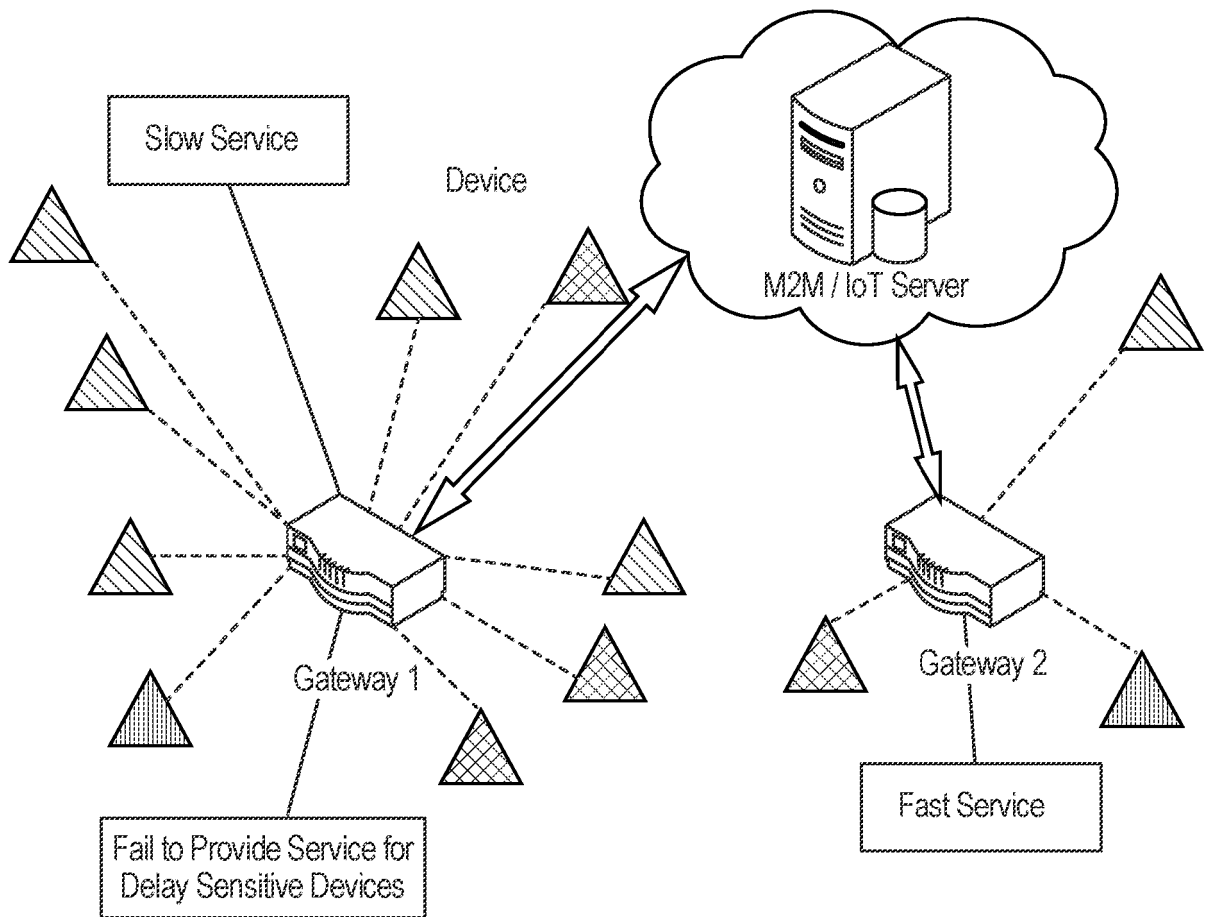 Slow Service
Device
M2M / IoT Server
Gateway 1
Gateway 2
Fast Service
Fail to Provide Service for
Delay Sensitive Devices